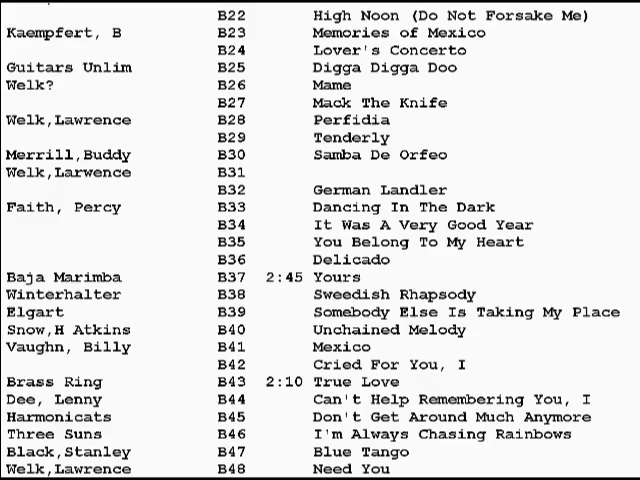 B22 High Noon (Do Not Forsake Me)
Kaempfert, B B23 Memories of Mexico
B24 Lover's Concerto
Guitars Unlim B25 Digga Digga Doo
Welk? B26 Mame
B27 Mack The Knife
Welk,Lawrence B28 Perfidia
B29 Tenderly
Merrill,Buddy B30 Samba De Orfeo
Welk,Larwence B31
B32 German Landler
Faith, Percy B33 Dancing In The Dark
B34 It Was A Very Good Year
B35 You Belong To My Heart
B36 Delicado
Baja Marimba B37 2:45 Yours
Winterhalter B38 Sweedish Rhapsody
Elgart B39 Somebody Else Is Taking My Place
Snow,H Atkins B40 Unchained Melody
Vaughn, Billy B41 Mexico
B42 Cried For You, I
Brass Ring B43 2:10 True Love
Dee, Lenny B44 Can't Help Remembering You, I
Harmonicats B45 Don't Get Around Much Anymore
Three Suns B46 I'm Always Chasing Rainbows
Black,Stanley B47 Blue Tango
Welk,Lawrence B48 Need You